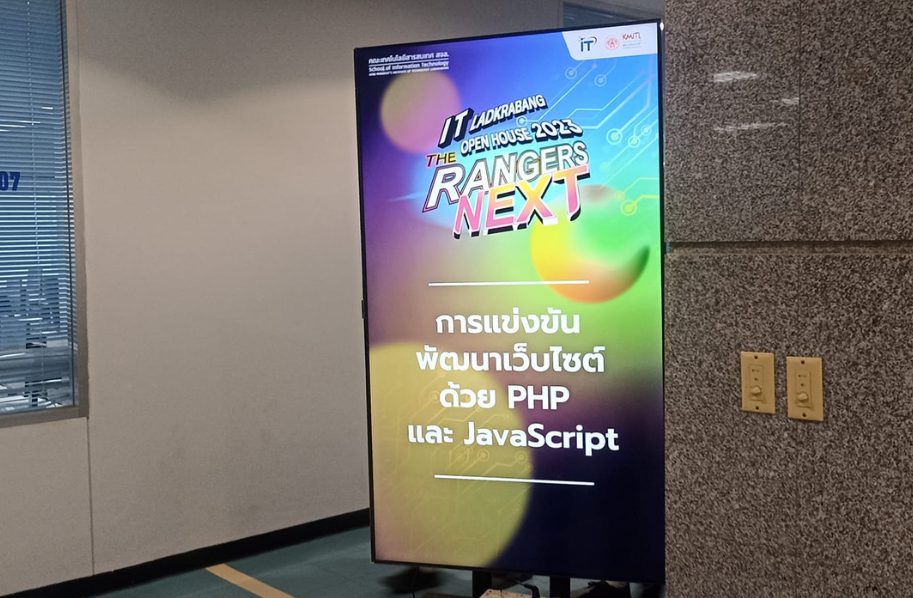 คณะเทคโนโลยีสารสนเทศ สจล.
School of Information Technology
iT
KMITL
IT LADKRABANG
OPEN HOUSE 2023
THE
RANGERS
NEXT
07
การแข่งขัน
พัฒนาเว็บไซต์
ด้วย PHP
และ JavaScript